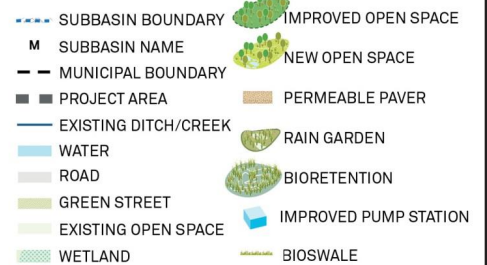 SUBBASIN BOUNDARY
M SUBBASIN NAME
MUNICIPAL BOUNDARY
PROJECT AREA
EXISTING DITCH/CREEK
WATER
ROAD
GREEN STREET
EXISTING OPEN SPACE
WETLAND
IMPROVED OPEN SPACE
NEW OPEN SPACE
PERMEABLE PAVER
RAIN GARDEN
BIORETENTION
IMPROVED PUMP STATION
BIOSWALE